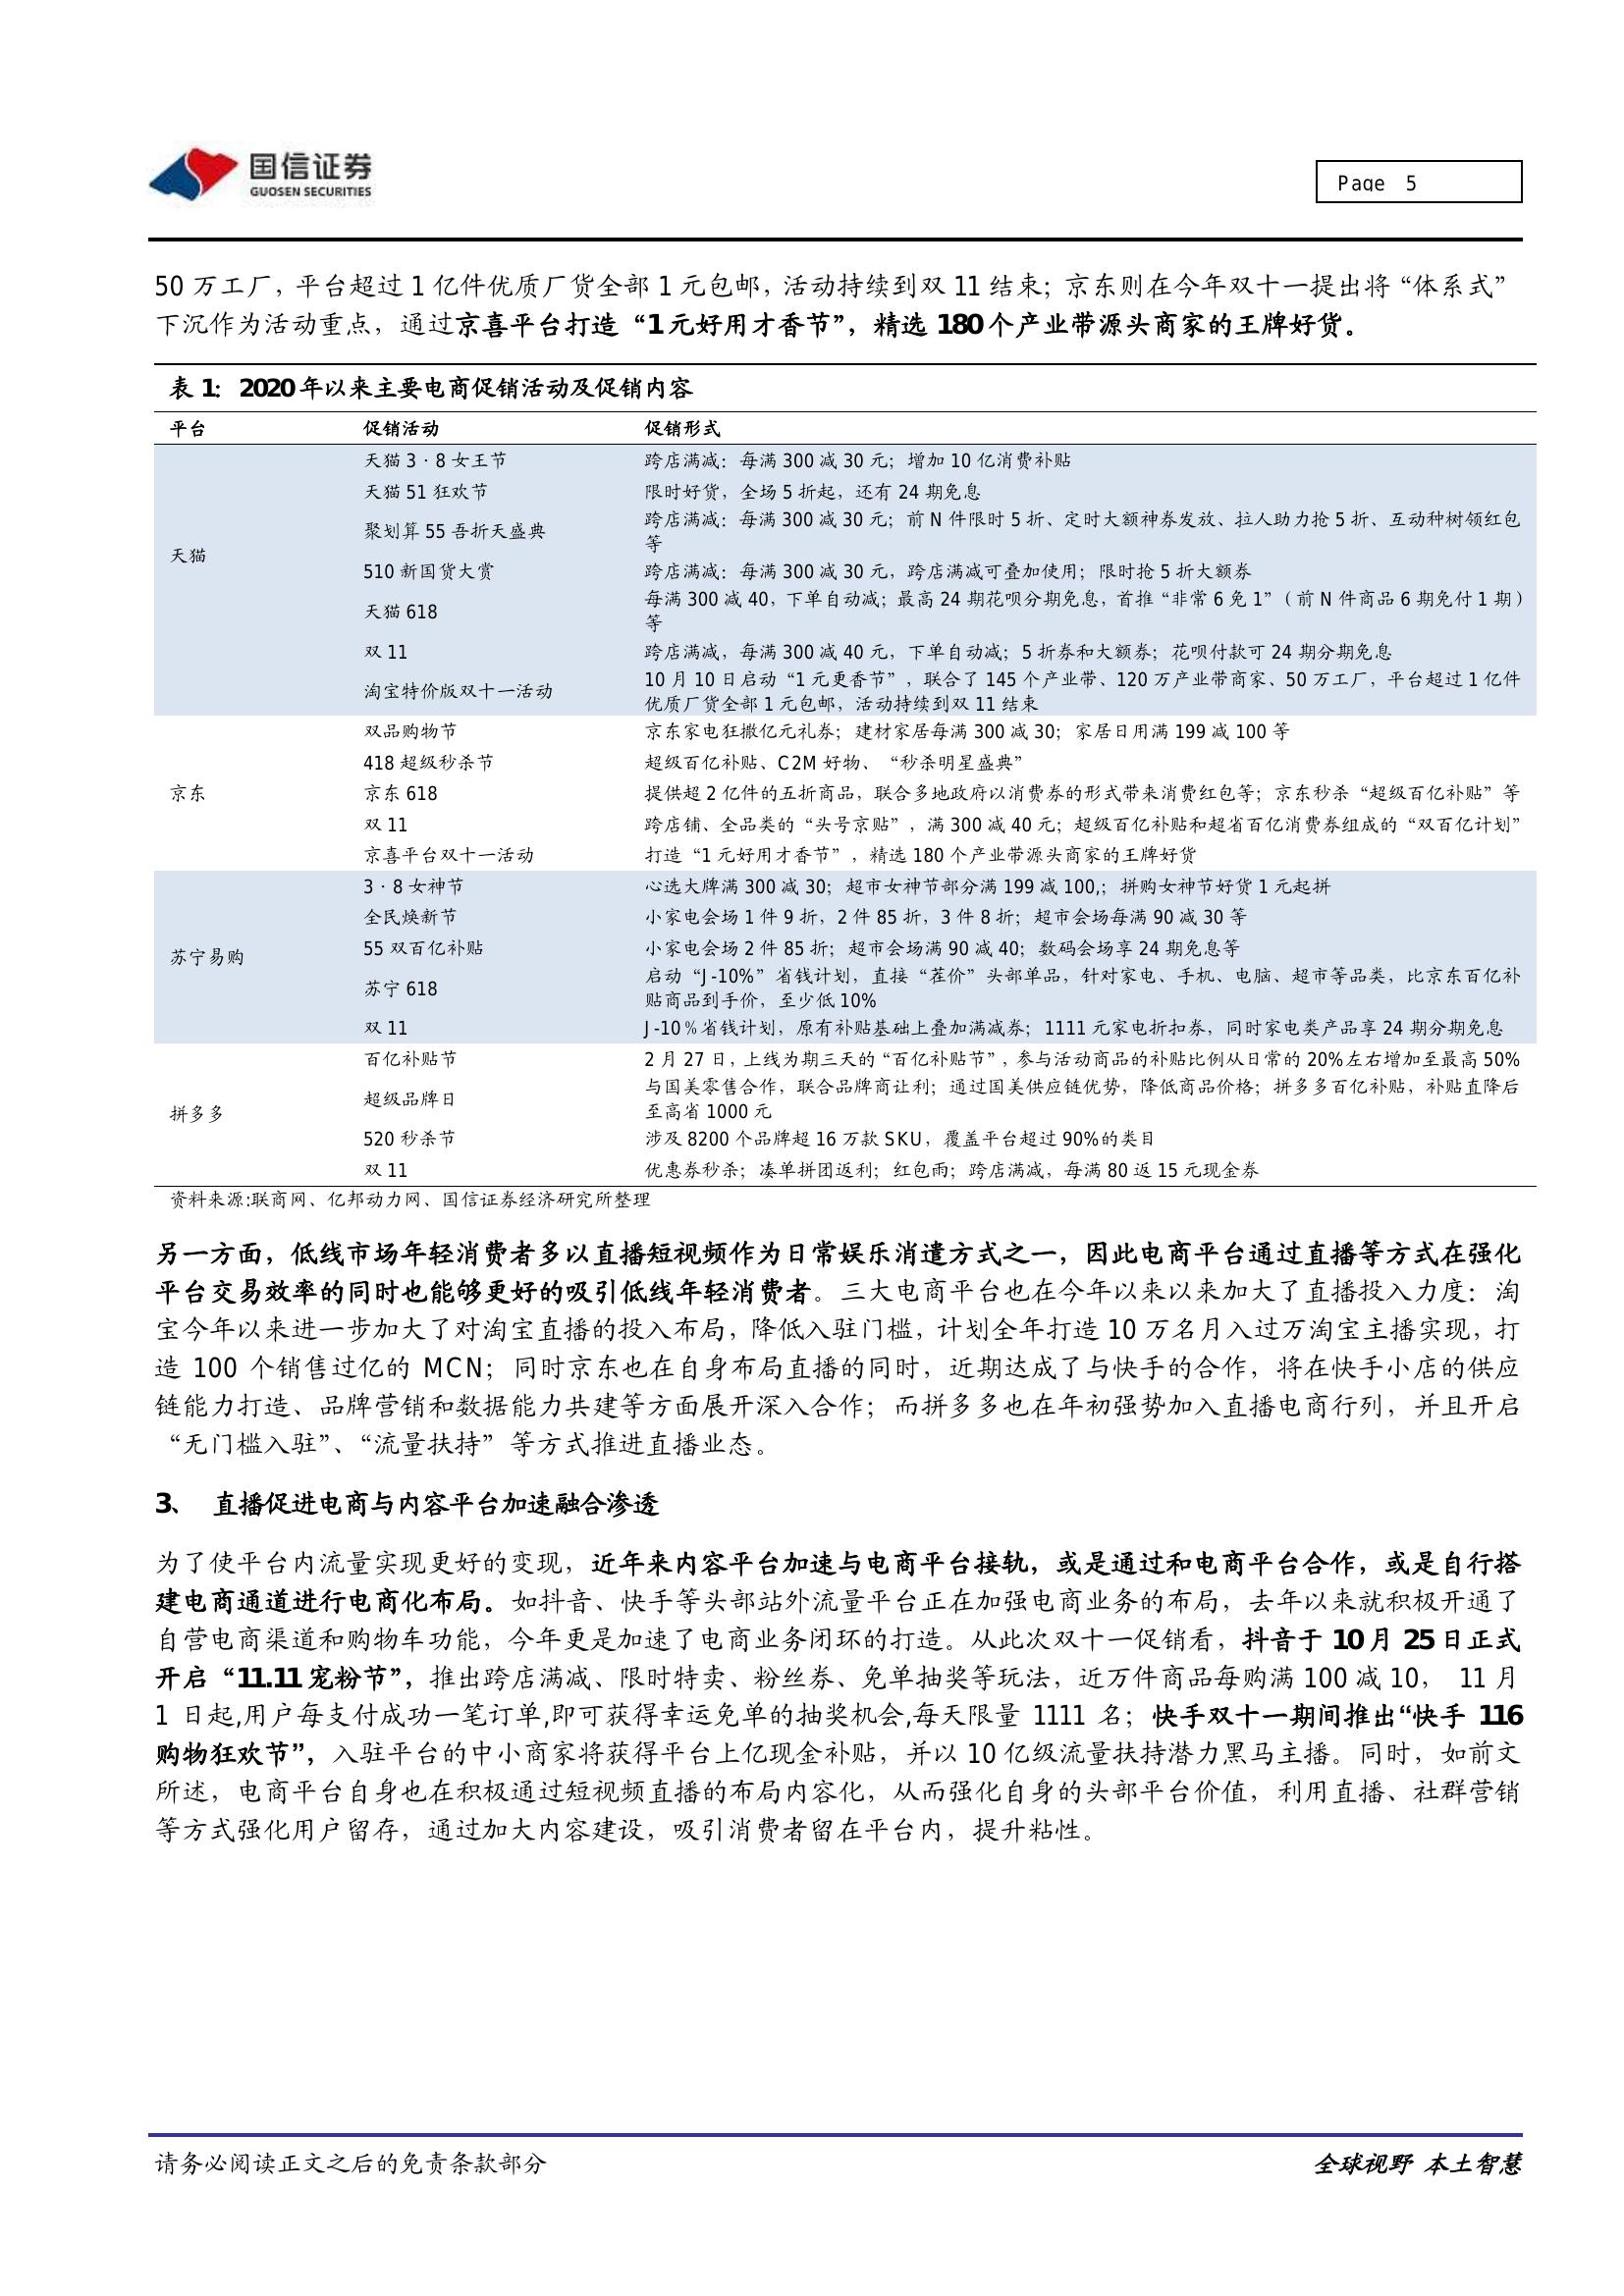 国信证券
GUOSEN SECURITIES
Page 5
50 万工厂，平台超过 1 亿件优质厂货全部 1 元包邮，活动持续到双 11 结束；京东则在今年双十一提出将“体系式”
下沉作为活动重点，通过京喜平台打造“1 元好用才香节”，精选 180 个产业带源头商家的王牌好货。
表 1：2020 年以来主要电商促销活动及促销内容
平台 促销活动 促销形式
天猫 3·8 女王节 跨店满减：每满 300 减 30 元；增加 10 亿消费补贴
天猫 51 狂欢节 限时好货，全场 5 折起，还有 24 期免息
聚划算 55 吾折天盛典 跨店满减：每满 300 减 30 元；前 N 件限时 5 折、定时大额神券发放、拉人助力抢 5 折、互动种树领红包
等
天猫
510 新国货大赏 跨店满减：每满 300 减 30 元，跨店满减可叠加使用；限时抢 5 折大额券
天猫 618 每满 300 减 40，下单自动减；最高 24 期花呗分期免息，首推“非常 6 免 1”（前 N 件商品 6 期免付 1 期）
等
双 11 跨店满减，每满 300 减 40 元，下单自动减；5 折券和大额券；花呗付款可 24 期分期免息
淘宝特价版双十一活动 10 月 10 日启动“1 元更香节”，联合了 145 个产业带、120 万产业带商家、50 万工厂，平台超过 1 亿件
优质厂货全部 1 元包邮，活动持续到双 11 结束
双品购物节 京东家电狂撒亿元礼券；建材家居每满 300 减 30；家居日用满 199 减 100 等
418 超级秒杀节 超级百亿补贴、C2M 好物、“秒杀明星盛典”
京东 京东 618 提供超 2 亿件的五折商品，联合多地政府以消费券的形式带来消费红包等；京东秒杀“超级百亿补贴”等
双 11 跨店铺、全品类的“头号京贴”，满 300 减 40 元；超级百亿补贴和超省百亿消费券组成的“双百亿计划”
京喜平台双十一活动 打造“1 元好用才香节”，精选 180 个产业带源头商家的王牌好货
3·8 女神节 心选大牌满 300 减 30；超市女神节部分满 199 减 100,；拼购女神节好货 1 元起拼
全民焕新节 小家电会场 1 件 9 折，2 件 85 折，3 件 8 折；超市会场每满 90 减 30 等
55 双百亿补贴 小家电会场 2 件 85 折；超市会场满 90 减 40；数码会场享 24 期免息等
苏宁易购
苏宁 618 启动“J-10%”省钱计划，直接“茬价”头部单品，针对家电、手机、电脑、超市等品类，比京东百亿补
贴商品到手价，至少低 10%
双 11 J-10％省钱计划，原有补贴基础上叠加满减券；1111 元家电折扣券，同时家电类产品享 24 期分期免息
百亿补贴节 2 月 27 日，上线为期三天的“百亿补贴节”，参与活动商品的补贴比例从日常的 20%左右增加至最高 50%
超级品牌日 与国美零售合作，联合品牌商让利；通过国美供应链优势，降低商品价格；拼多多百亿补贴，补贴直降后
至高省 1000 元
拼多多
520 秒杀节 涉及 8200 个品牌超 16 万款 SKU，覆盖平台超过 90%的类目
双 11 优惠券秒杀；凑单拼团返利；红包雨；跨店满减，每满 80 返 15 元现金券
资料来源:联商网、亿邦动力网、国信证券经济研究所整理
另一方面，低线市场年轻消费者多以直播短视频作为日常娱乐消遣方式之一，因此电商平台通过直播等方式在强化
平台交易效率的同时也能够更好的吸引低线年轻消费者。三大电商平台也在今年以来以来加大了直播投入力度：淘
宝今年以来进一步加大了对淘宝直播的投入布局，降低入驻门槛，计划全年打造 10 万名月入过万淘宝主播实现，打
造 100 个销售过亿的 MCN；同时京东也在自身布局直播的同时，近期达成了与快手的合作，将在快手小店的供应
链能力打造、品牌营销和数据能力共建等方面展开深入合作；而拼多多也在年初强势加入直播电商行列，并且开启
“无门槛入驻”、“流量扶持”等方式推进直播业态。
3、 直播促进电商与内容平台加速融合渗透
为了使平台内流量实现更好的变现，近年来内容平台加速与电商平台接轨，或是通过和电商平台合作，或是自行搭
建电商通道进行电商化布局。如抖音、快手等头部站外流量平台正在加强电商业务的布局，去年以来就积极开通了
自营电商渠道和购物车功能，今年更是加速了电商业务闭环的打造。从此次双十一促销看，抖音于 10 月 25 日正式
开启“11.11 宠粉节”，推出跨店满减、限时特卖、粉丝券、免单抽奖等玩法，近万件商品每购满 100 减 10， 11 月
1 日起,用户每支付成功一笔订单,即可获得幸运免单的抽奖机会,每天限量 1111 名；快手双十一期间推出“快手 116
购物狂欢节”，入驻平台的中小商家将获得平台上亿现金补贴，并以 10 亿级流量扶持潜力黑马主播。同时，如前文
所述，电商平台自身也在积极通过短视频直播的布局内容化，从而强化自身的头部平台价值，利用直播、社群营销
等方式强化用户留存，通过加大内容建设，吸引消费者留在平台内，提升粘性。
请务必阅读正文之后的免责条款部分 全球视野 本土智慧